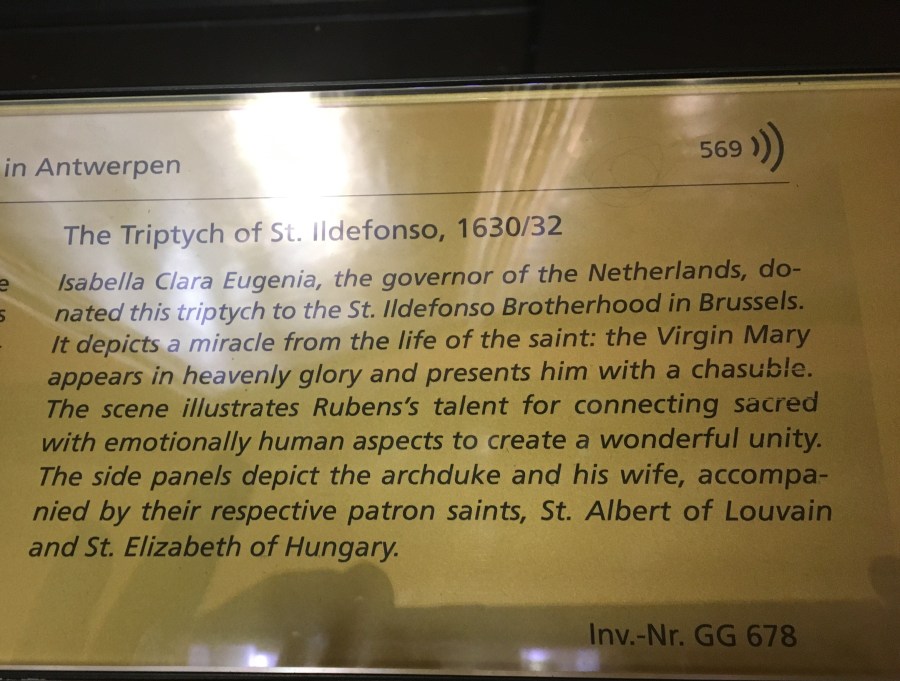 in Antwerpen
569
The Triptych of St. Ildefonso, 1630/32
Isabella Clara Eugenia, the governor of the Netherlands, do-
nated this triptych to the St. Ildefonso Brotherhood in Brussels.
It depicts a miracle from the life of the saint: the Virgin Mary
appears in heavenly glory and presents him with a chasuble.
The scene illustrates Rubens’s talent for connecting sacred
with emotionally human aspects to create a wonderful unity.
The side panels depict the archduke and his wife, accompa-
nied by their respective patron saints, St. Albert of Louvain
and St. Elizabeth of Hungary.
Inv.-Nr. GG 678